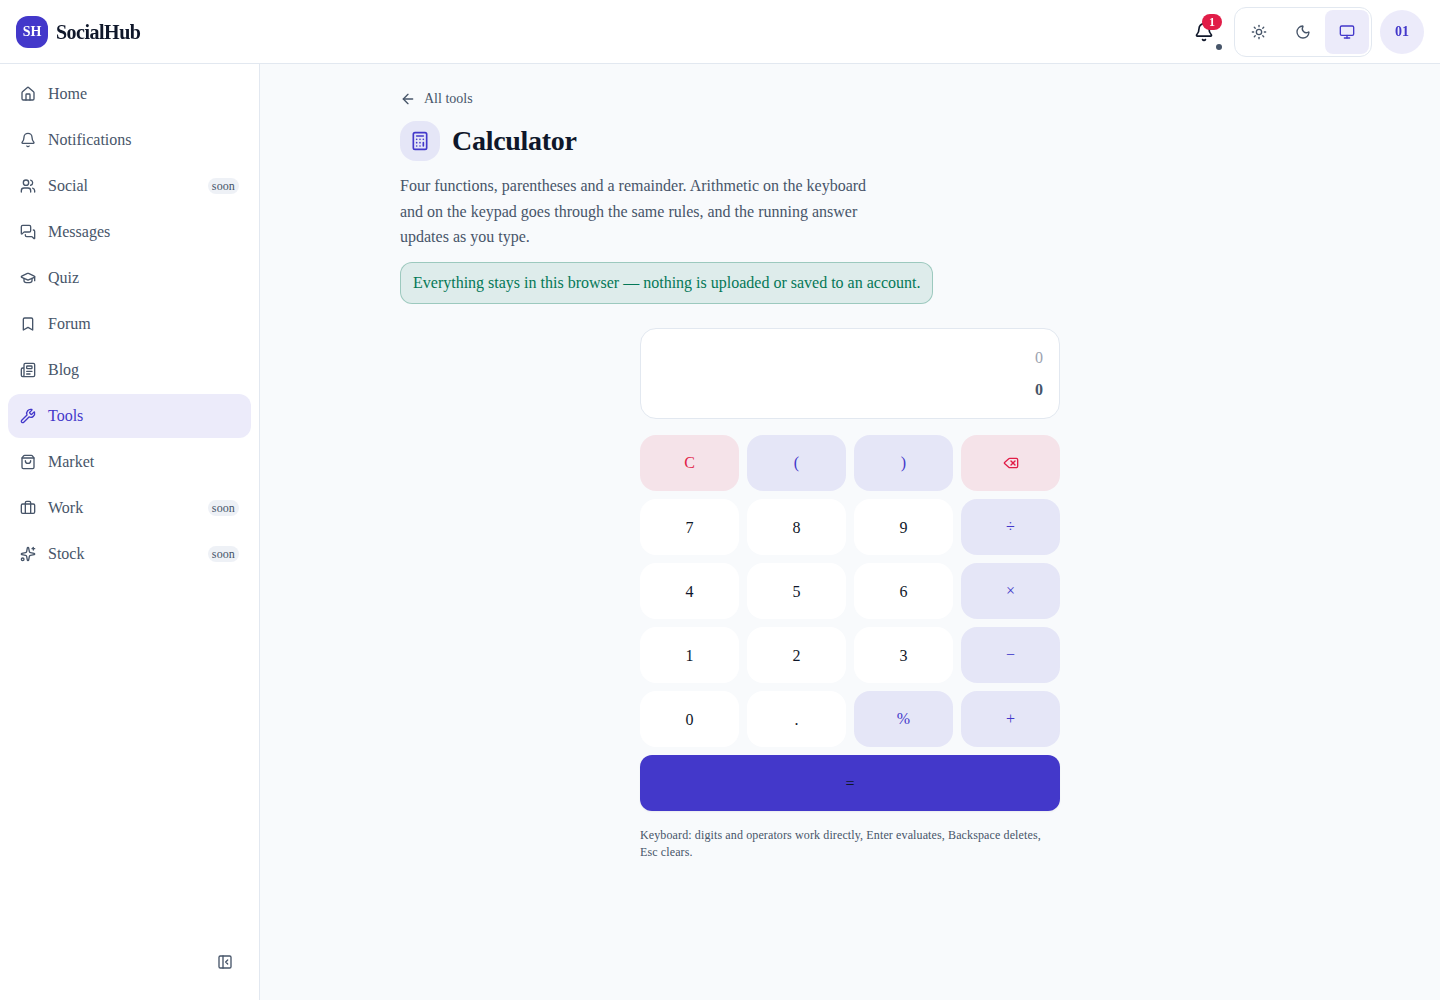 SH SocialHub
1
01
Home
Notifications
Social soon
Messages
Quiz
Forum
Blog
Tools
Market
Work soon
Stock soon
All tools
Calculator
Four functions, parentheses and a remainder. Arithmetic on the keyboard
and on the keypad goes through the same rules, and the running answer
updates as you type.
Everything stays in this browser — nothing is uploaded or saved to an account.
0
0
C ( )
7 8 9 ÷
4 5 6 ×
1 2 3 −
0 . % +
=
Keyboard: digits and operators work directly, Enter evaluates, Backspace deletes,
Esc clears.